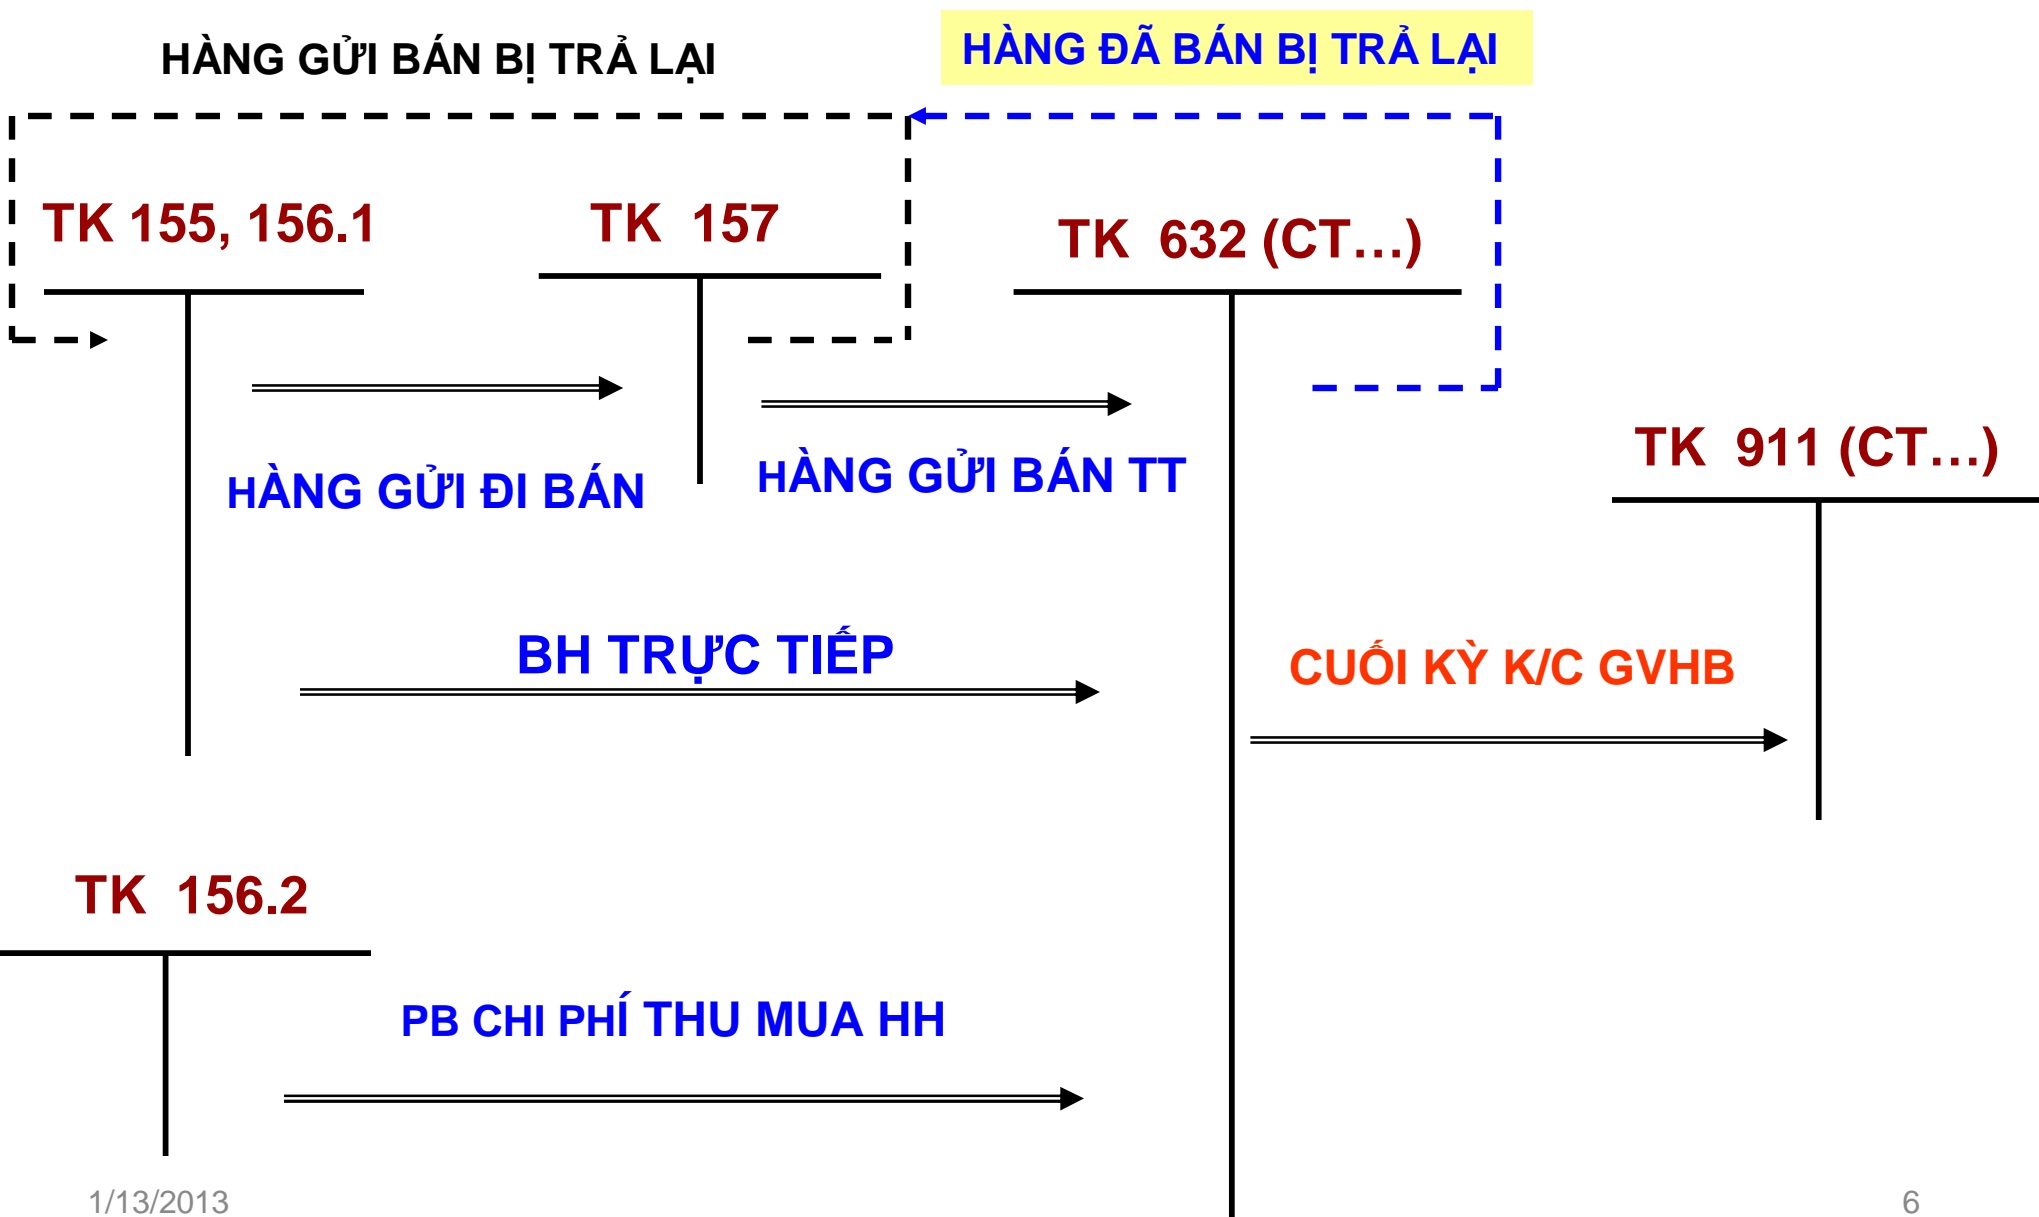 HÀNG GỬI BÁN BỊ TRẢ LẠI
HÀNG ĐÃ BÁN BỊ TRẢ LẠI
TK 155, 156.1
TK 157
TK 632 (CT…)
HÀNG GỬI ĐI BÁN
HÀNG GỬI BÁN TT
TK 911 (CT…)
BH TRỰC TIẾP
CUỐI KỲ K/C GVHB
TK 156.2
PB CHI PHÍ THU MUA HH
1/13/2013
6